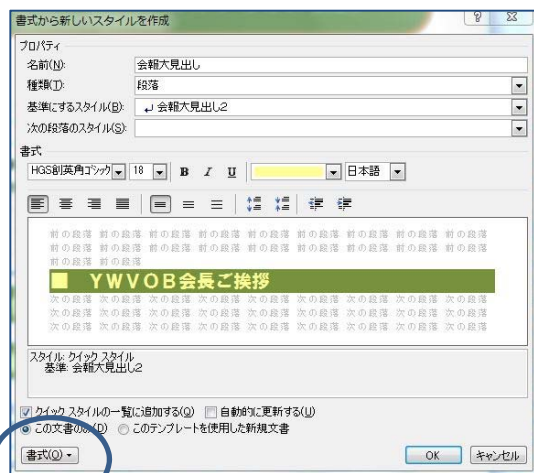 書式から新しいスタイルを作成
プロパティ
名前(N): 会報大見出し
種類(T): 段落
基準にするスタイル(B): ↵ 会報大見出し2
次の段落のスタイル(S):
書式
HGS創英角ゴシック 18 B I U 日本語
前の段落 前の段落 前の段落 前の段落 前の段落 前の段落 前の段落 前の段落
前の段落 前の段落 前の段落 前の段落 前の段落 前の段落 前の段落 前の段落
前の段落 前の段落
■ YWVOB会長ご挨拶
次の段落 次の段落 次の段落 次の段落 次の段落 次の段落 次の段落 次の段落
次の段落 次の段落 次の段落 次の段落 次の段落 次の段落 次の段落 次の段落
次の段落 次の段落 次の段落 次の段落 次の段落 次の段落 次の段落 次の段落
スタイル: クイック スタイル
基準: 会報大見出し2
クイック スタイルの一覧に追加する(Q) 自動的に更新する(U)
この文書のみ(D) このテンプレートを使用した新規文書
書式(O) OK キャンセル